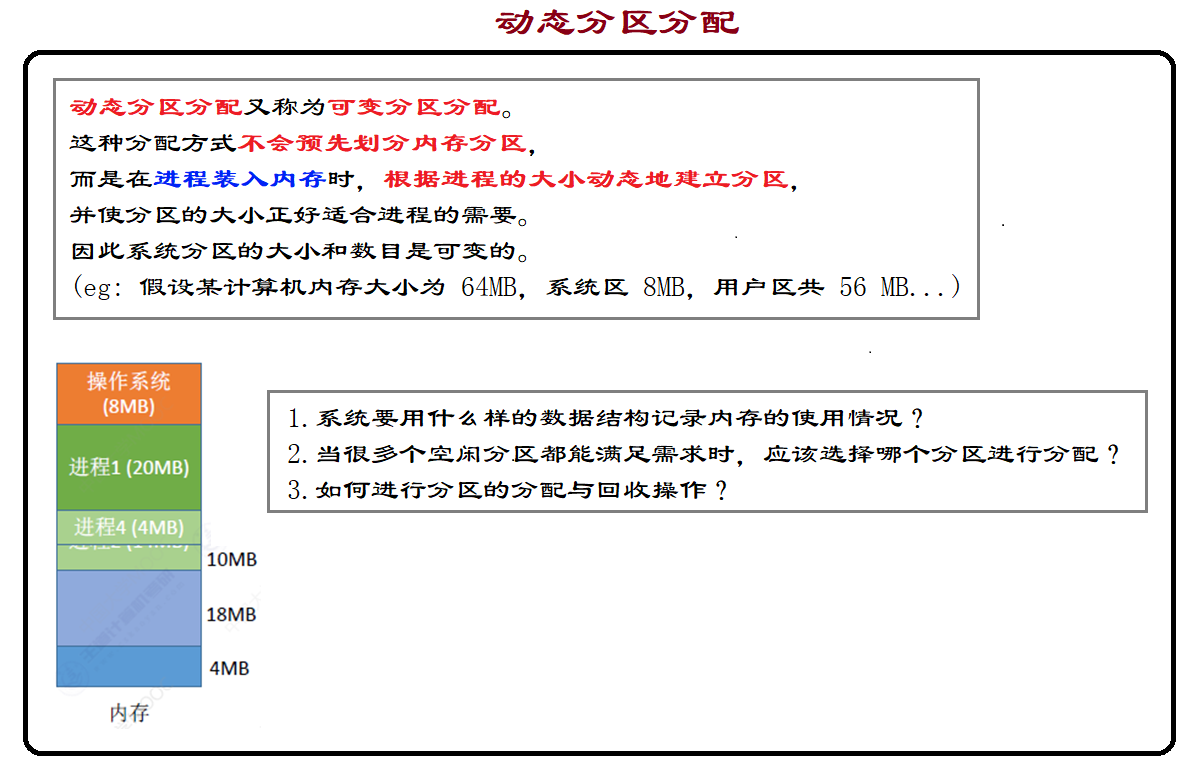 动态分区分配
动态分区分配又称为可变分区分配。
这种分配方式不会预先划分内存分区，
而是在进程装入内存时，根据进程的大小动态地建立分区，
并使分区的大小正好适合进程的需要。
因此系统分区的大小和数目是可变的。
(eg: 假设某计算机内存大小为 64MB，系统区 8MB，用户区共 56 MB...)
操作系统
(8MB)
进程1 (20MB)
进程4 (4MB)
10MB
18MB
4MB
内存
1.系统要用什么样的数据结构记录内存的使用情况？
2.当很多个空闲分区都能满足需求时，应该选择哪个分区进行分配？
3.如何进行分区的分配与回收操作？